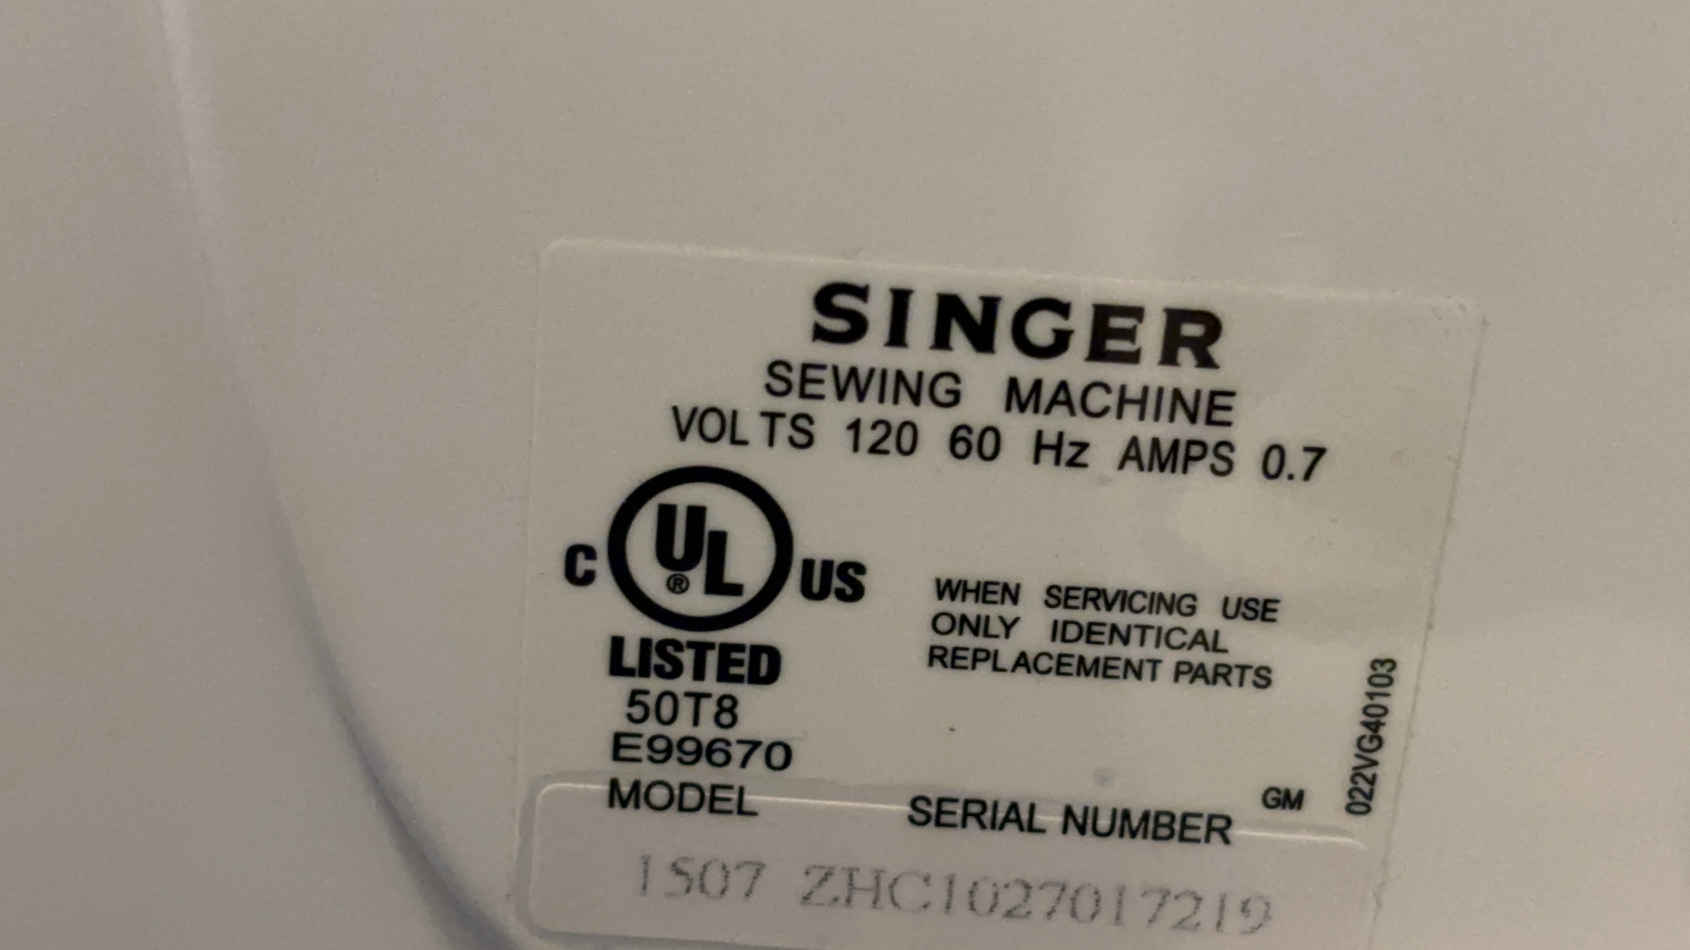 SINGER
SEWING MACHINE
VOLTS 120 60 Hz AMPS 0.7
C UL® US
LISTED
50T8
E99670
WHEN SERVICING USE
ONLY IDENTICAL
REPLACEMENT PARTS
022VG40103
GM
MODEL SERIAL NUMBER
1507 ZHC1027017219